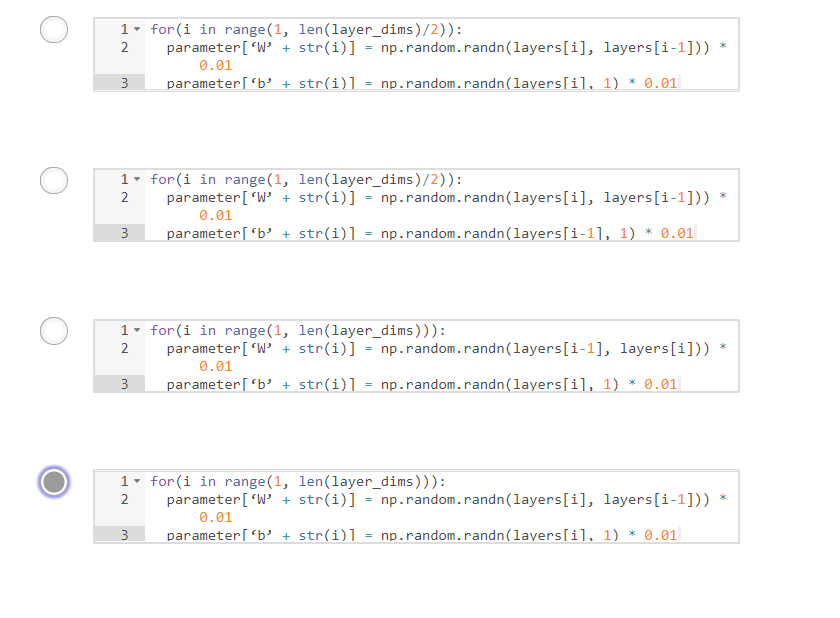 1 for(i in range(1, len(layer_dims)/2)):
2 parameter[‘W’ + str(i)] = np.random.randn(layers[i], layers[i-1])) *
0.01
3 parameter[‘b’ + str(i)] = np.random.randn(layers[i], 1) * 0.01
1 for(i in range(1, len(layer_dims)/2)):
2 parameter[‘W’ + str(i)] = np.random.randn(layers[i], layers[i-1])) *
0.01
3 parameter[‘b’ + str(i)] = np.random.randn(layers[i-1], 1) * 0.01
1 for(i in range(1, len(layer_dims))):
2 parameter[‘W’ + str(i)] = np.random.randn(layers[i-1], layers[i])) *
0.01
3 parameter[‘b’ + str(i)] = np.random.randn(layers[i], 1) * 0.01
1 for(i in range(1, len(layer_dims))):
2 parameter[‘W’ + str(i)] = np.random.randn(layers[i], layers[i-1])) *
0.01
3 parameter[‘b’ + str(i)] = np.random.randn(layers[i], 1) * 0.01